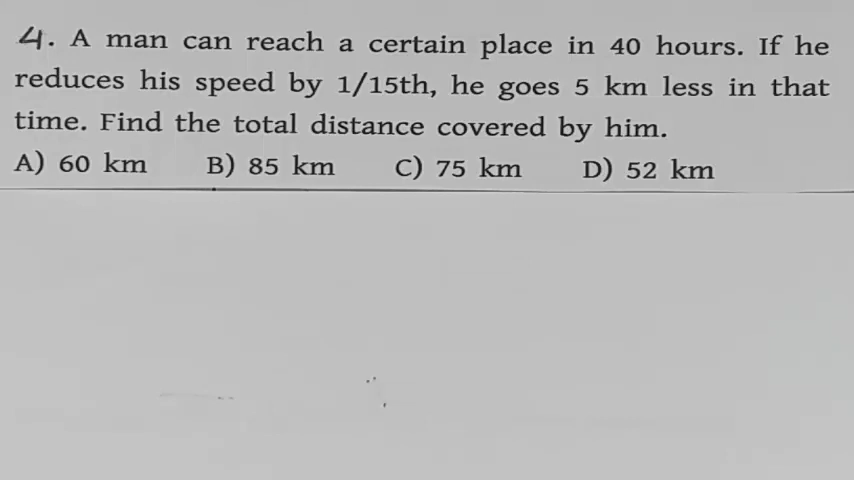 4. A man can reach a certain place in 40 hours. If he
reduces his speed by 1/15th, he goes 5 km less in that
time. Find the total distance covered by him.
A) 60 km B) 85 km C) 75 km D) 52 km